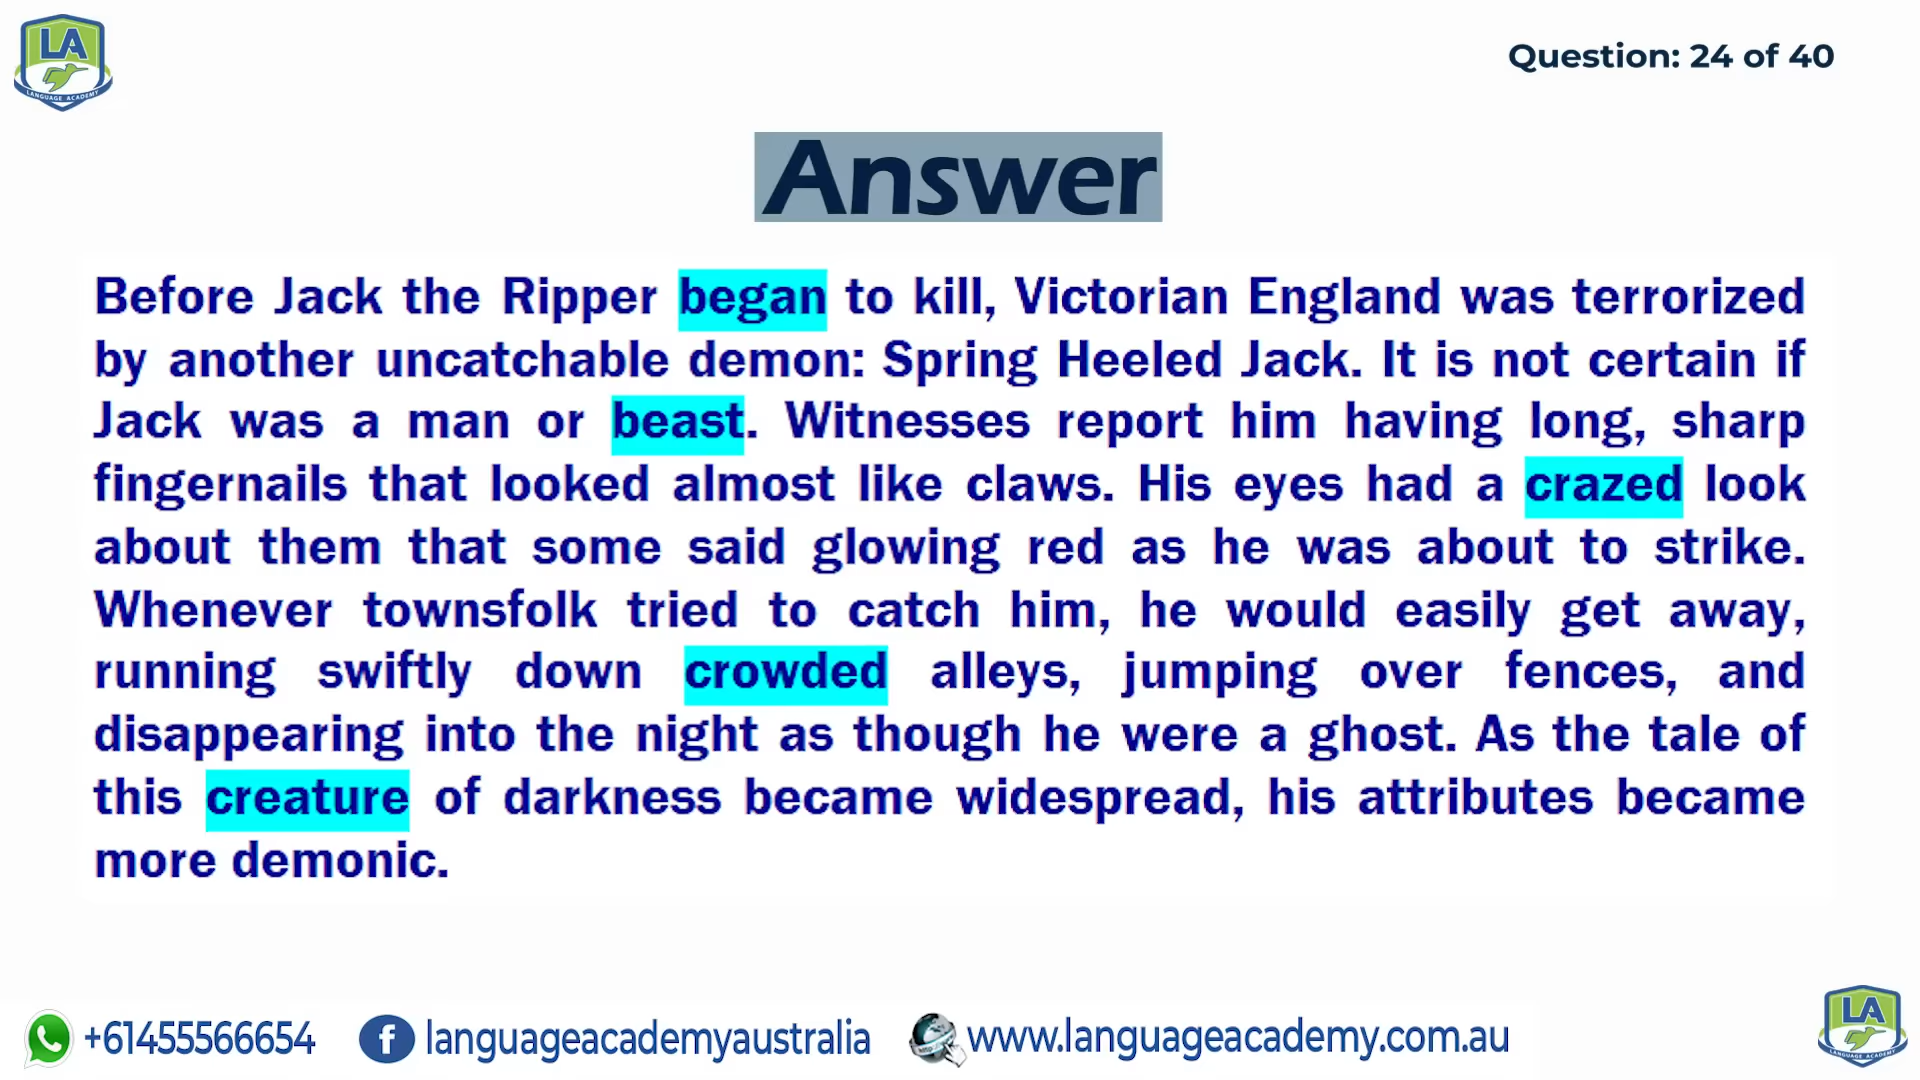 LA
LANGUAGE ACADEMY
Question: 24 of 40
Answer
Before Jack the Ripper began to kill, Victorian England was terrorized
by another uncatchable demon: Spring Heeled Jack. It is not certain if
Jack was a man or beast. Witnesses report him having long, sharp
fingernails that looked almost like claws. His eyes had a crazed look
about them that some said glowing red as he was about to strike.
Whenever townsfolk tried to catch him, he would easily get away,
running swiftly down crowded alleys, jumping over fences, and
disappearing into the night as though he were a ghost. As the tale of
this creature of darkness became widespread, his attributes became
more demonic.
+61455566654 languageacademyaustralia www.languageacademy.com.au
LA
LANGUAGE ACADEMY